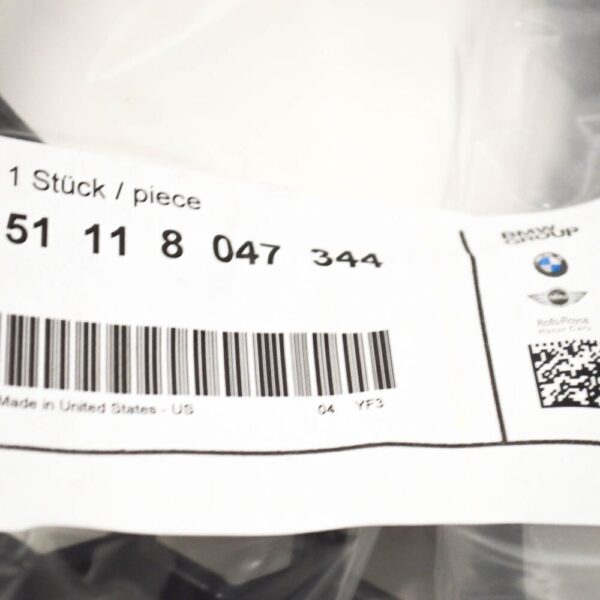 1 Stück / piece
51 11 8 047 344
BMW
GROUP
Rolls-Royce
Motor Cars
Made in United States - US
04 YF3